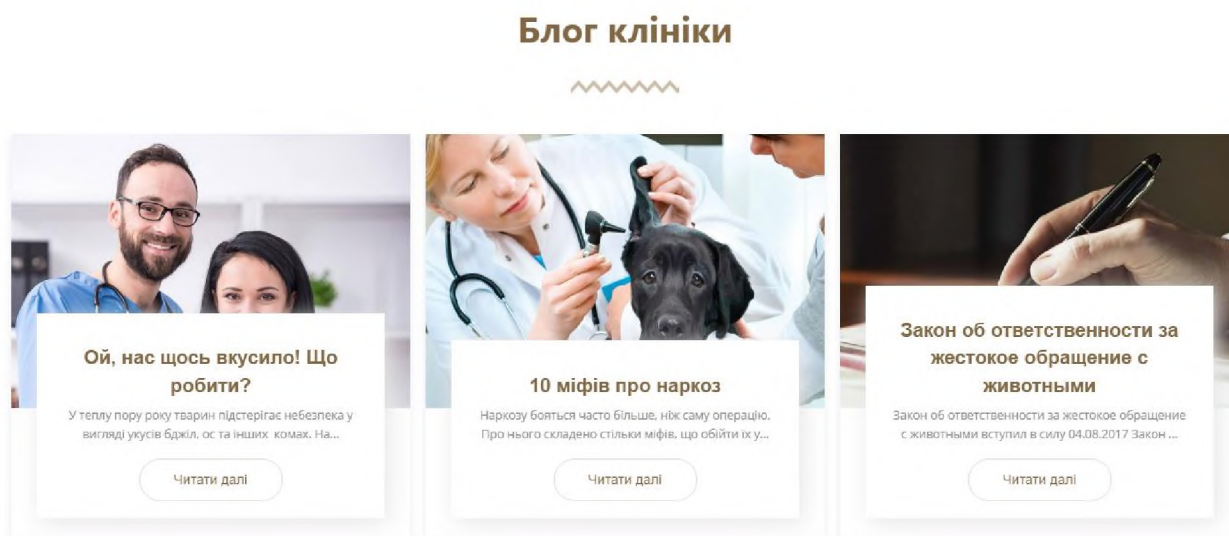 Блог клініки
Ой, нас щось вкусило! Що
робити?
У теплу пору року тварин підстерігає небезпека у
вигляді укусів бджіл, ос та інших комах. На...
Читати далі
10 міфів про наркоз
Наркозу бояться часто більше, ніж саму операцію.
Про нього складено стільки міфів, що обійти їх у...
Читати далі
Закон об ответственности за
жестокое обращение с
животными
Закон об ответственности за жестокое обращение
с животными вступил в силу 04.08.2017 Закон ...
Читати далі